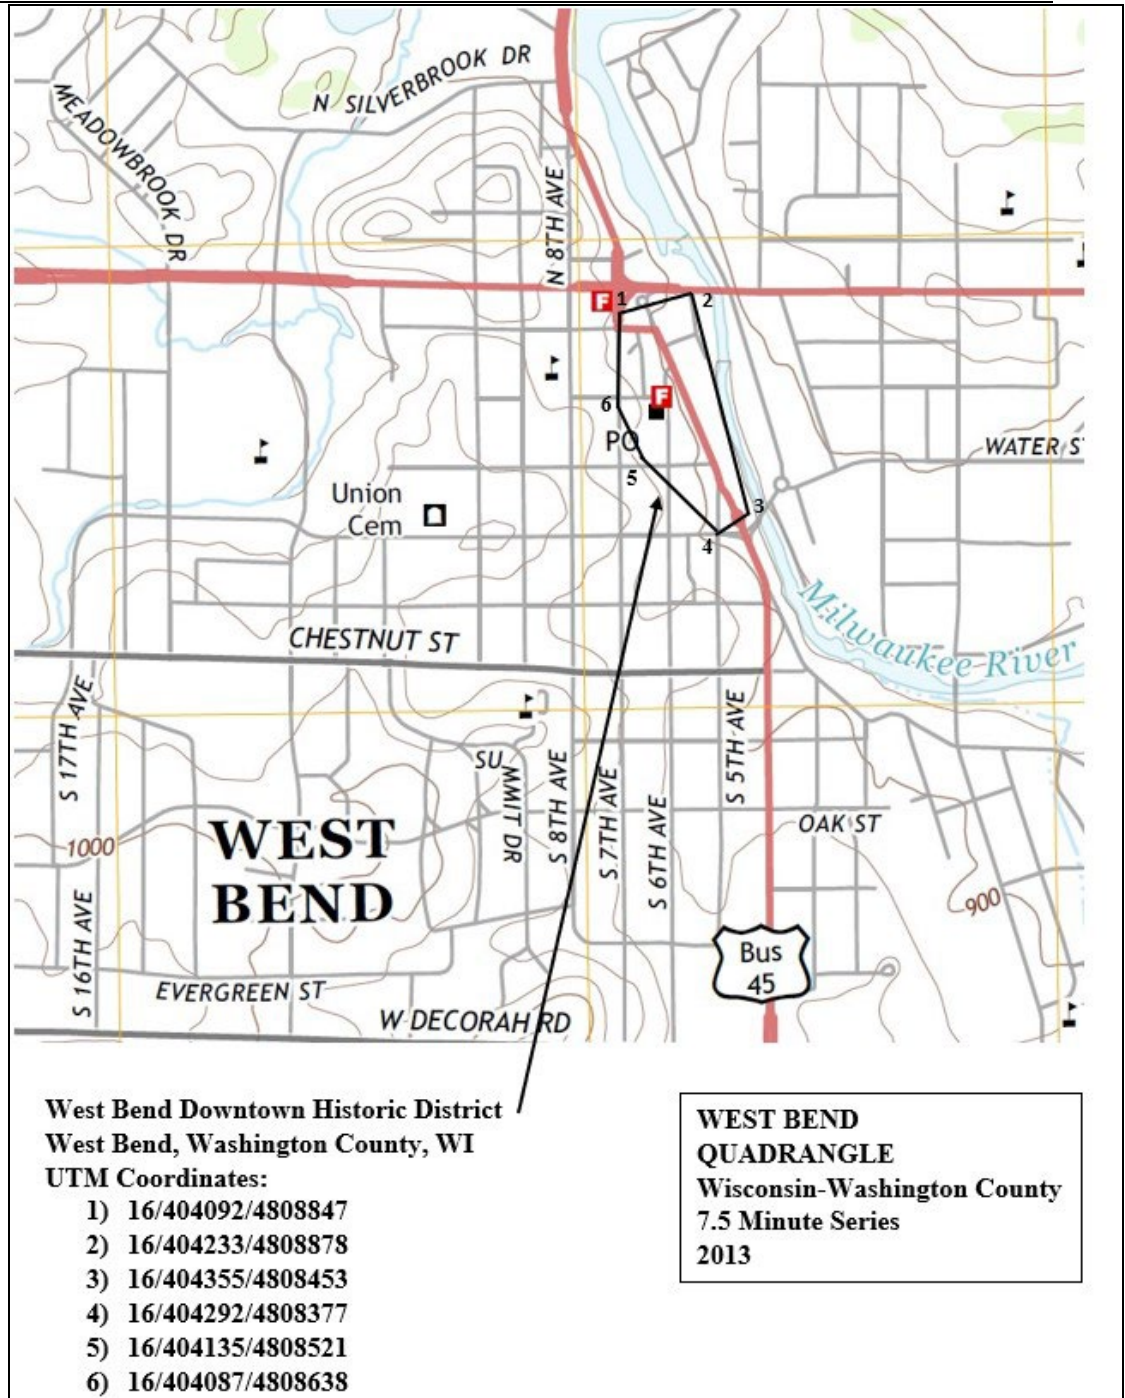 N SILVERBROOK DR
MEADOWBROOK DR
N 8TH AVE
F
1
2
F
6
PO
5
WATER ST
Union
Cem
3
4
Milwaukee River
CHESTNUT ST
S 17TH AVE
SUMMIT DR
S 8TH AVE
S 7TH AVE
S 6TH AVE
S 5TH AVE
OAK ST
WEST
BEND
1000
900
S 16TH AVE
Bus
45
EVERGREEN ST
W DECORAH RD
West Bend Downtown Historic District
West Bend, Washington County, WI
UTM Coordinates:
1) 16/404092/4808847
2) 16/404233/4808878
3) 16/404355/4808453
4) 16/404292/4808377
5) 16/404135/4808521
6) 16/404087/4808638
WEST BEND
QUADRANGLE
Wisconsin-Washington County
7.5 Minute Series
2013